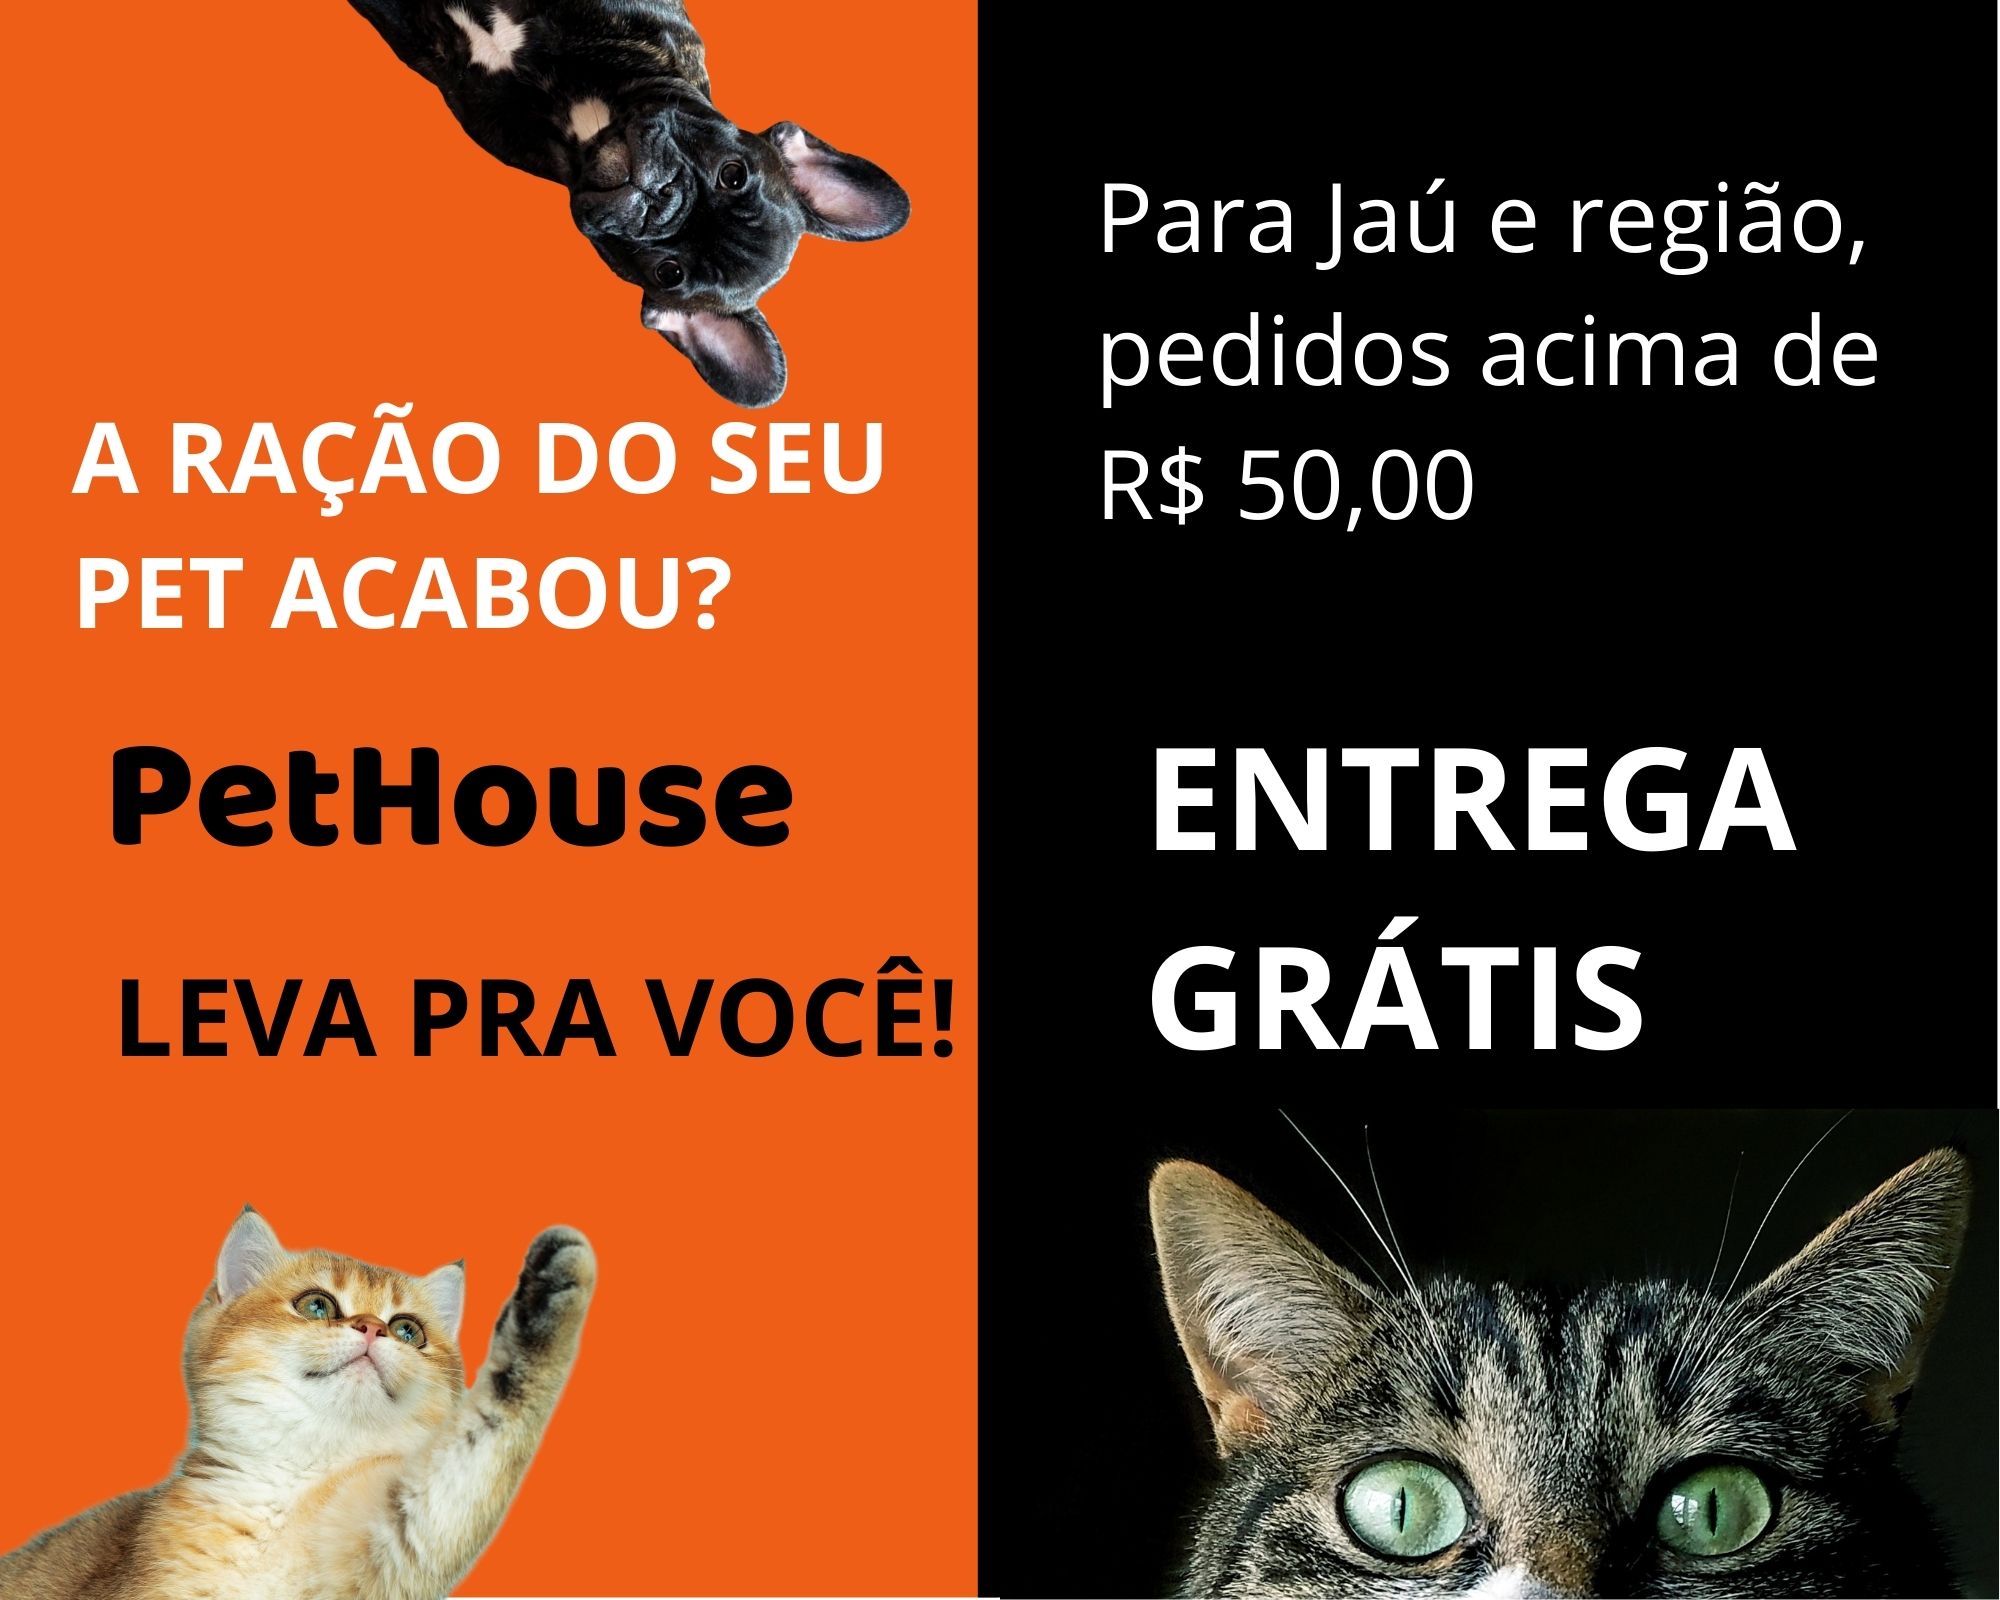 A RAÇÃO DO SEU
PET ACABOU?
PetHouse
LEVA PRA VOCÊ!
Para Jaú e região,
pedidos acima de
R$ 50,00
ENTREGA
GRÁTIS